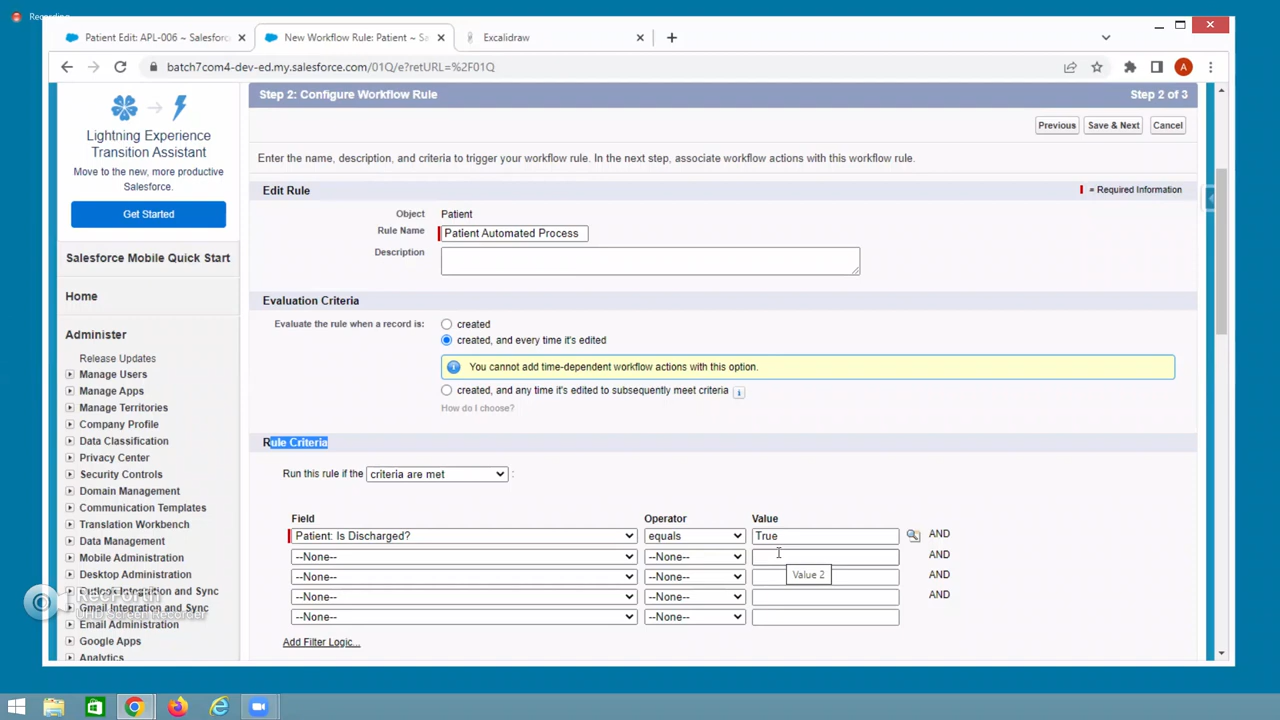 Recording
Patient Edit: APL-006 ~ Salesforc
New Workflow Rule: Patient ~ Sa
Excalidraw
batch7com4-dev-ed.my.salesforce.com/01Q/e?retURL=%2F01Q
A
Lightning Experience
Transition Assistant
Move to the new, more productive
Salesforce.
Get Started
Salesforce Mobile Quick Start
Home
Administer
Release Updates
Manage Users
Manage Apps
Manage Territories
Company Profile
Data Classification
Privacy Center
Security Controls
Domain Management
Communication Templates
Translation Workbench
Data Management
Mobile Administration
Desktop Administration
Outlook Integration and Sync
Gmail Integration and Sync
Email Administration
Google Apps
Analytics
RecForth
UHD Screen Recorder
Step 2: Configure Workflow Rule
Step 2 of 3
Previous
Save & Next
Cancel
Enter the name, description, and criteria to trigger your workflow rule. In the next step, associate workflow actions with this workflow rule.
Edit Rule
= Required Information
Object Patient
Rule Name Patient Automated Process
Description
Evaluation Criteria
Evaluate the rule when a record is: created
created, and every time it's edited
You cannot add time-dependent workflow actions with this option.
created, and any time it's edited to subsequently meet criteria
How do I choose?
Rule Criteria
Run this rule if the criteria are met :
Field Operator Value
Patient: Is Discharged? equals True AND
--None-- --None-- AND
--None-- --None-- Value 2 AND
--None-- --None-- AND
--None-- --None--
Add Filter Logic...